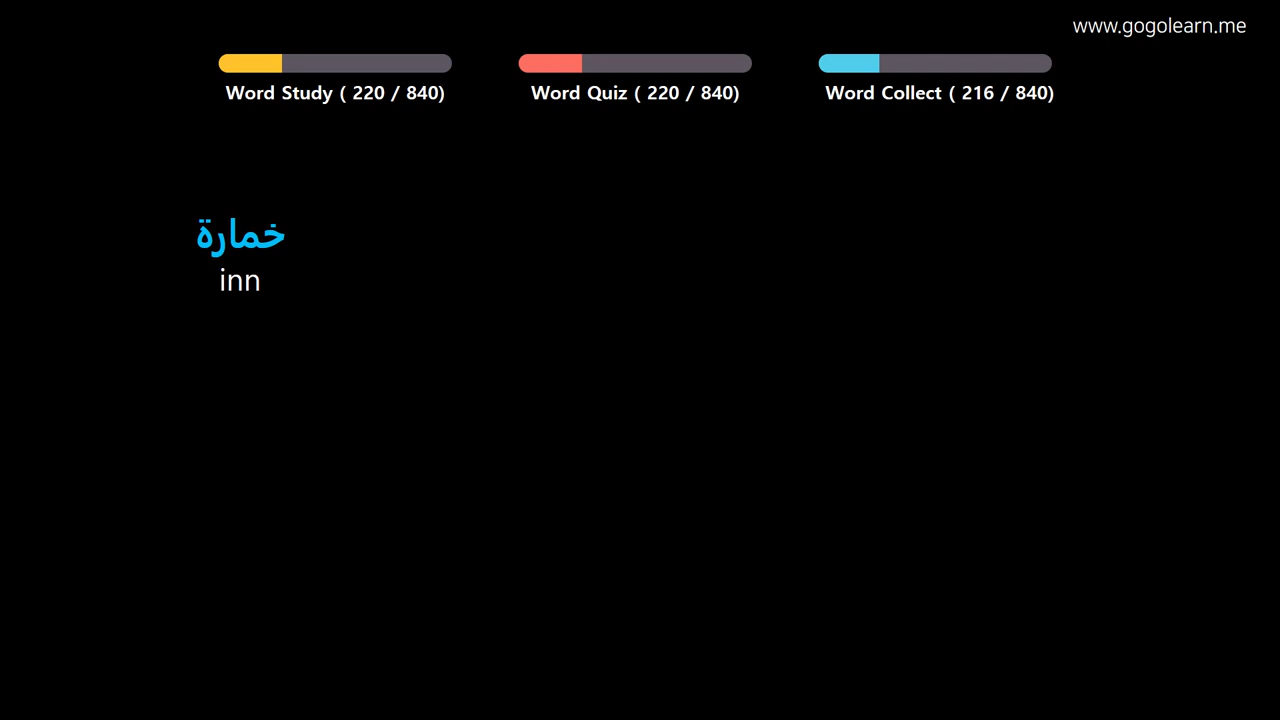 www.gogolearn.me
Word Study ( 220 / 840)
Word Quiz ( 220 / 840)
Word Collect ( 216 / 840)
خمارة
inn